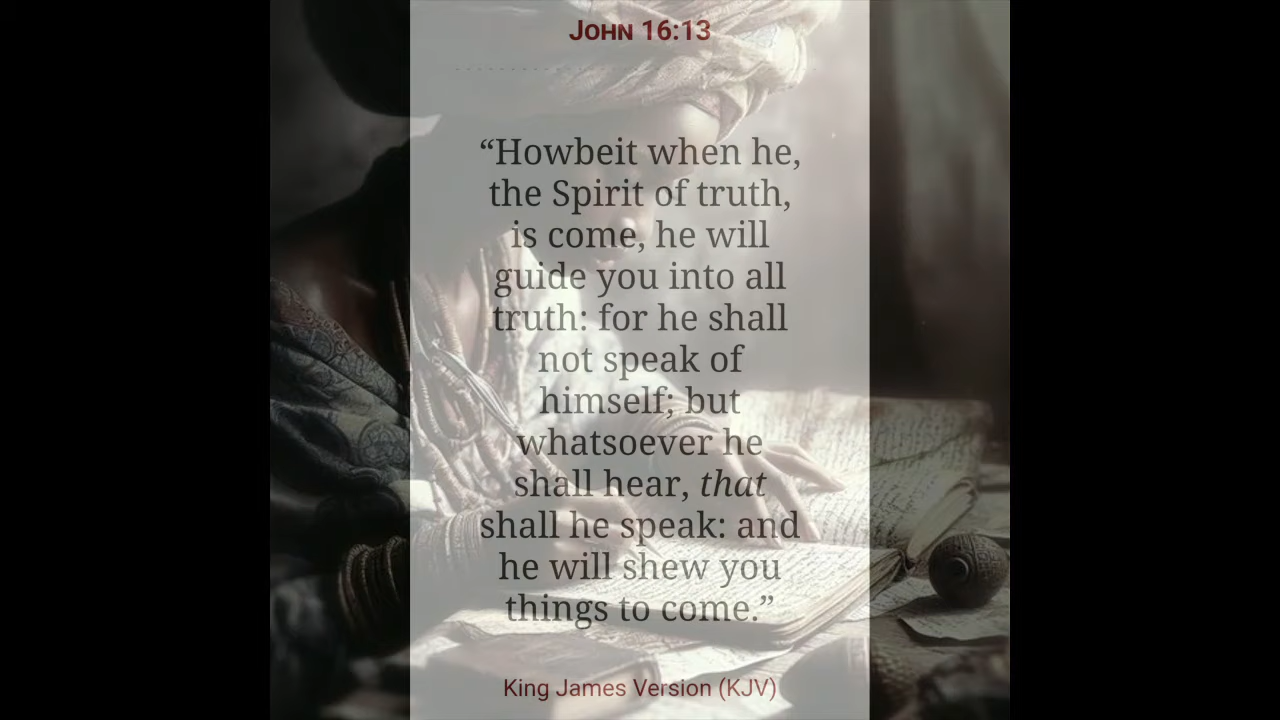 John 16:13
“Howbeit when he,
the Spirit of truth,
is come, he will
guide you into all
truth: for he shall
not speak of
himself; but
whatsoever he
shall hear, that
shall he speak: and
he will shew you
things to come.”
King James Version (KJV)